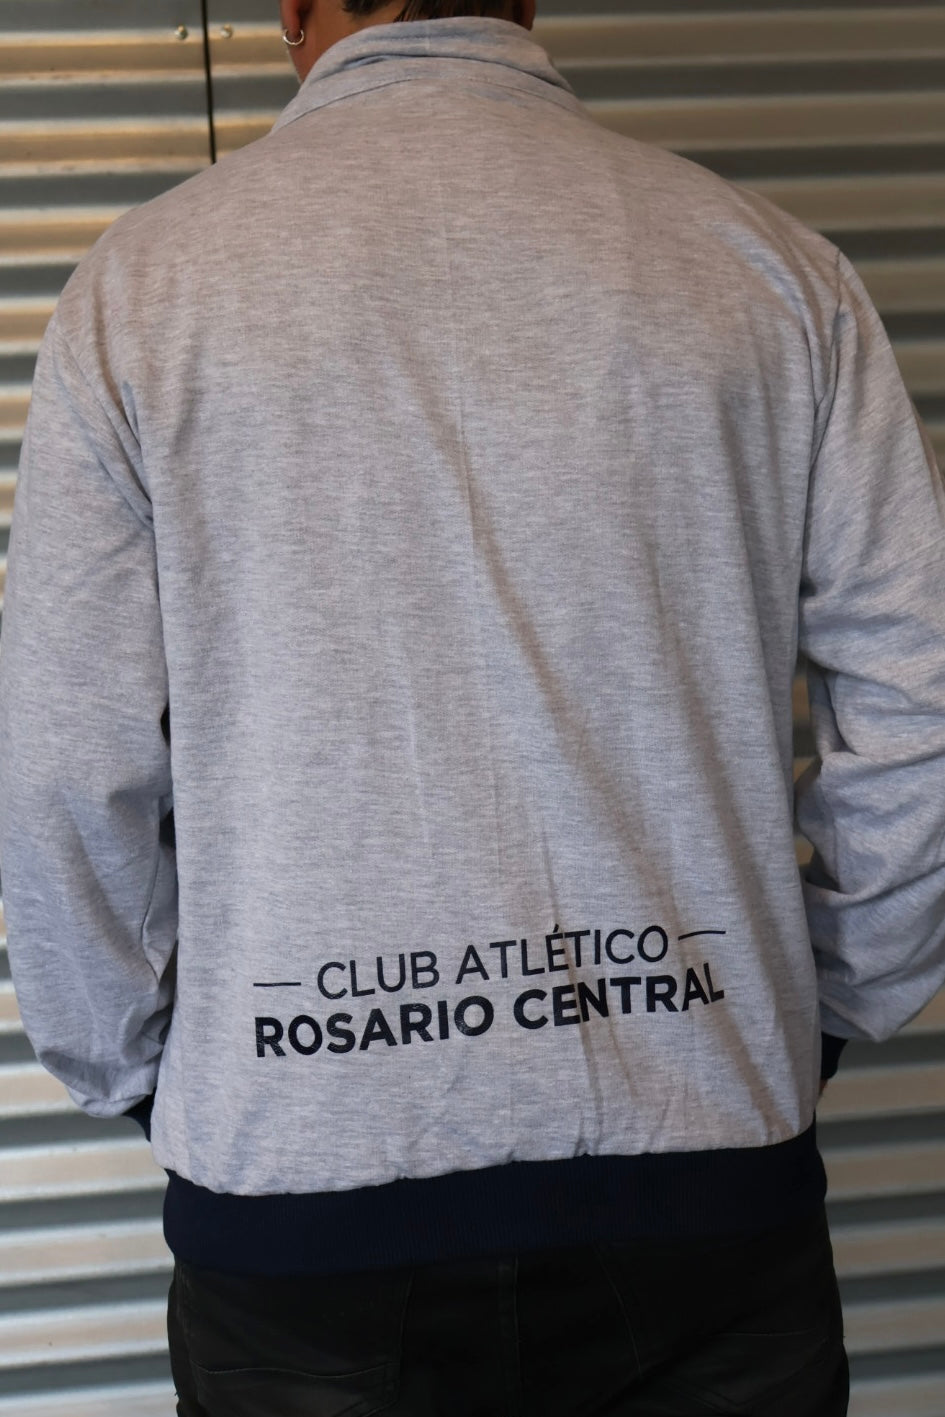 — CLUB ATLÉTICO —
ROSARIO CENTRAL